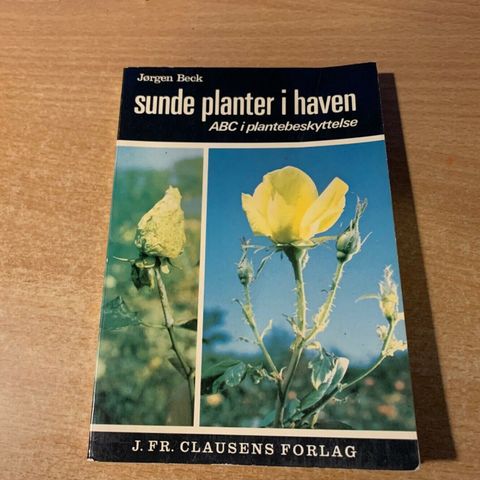 Jørgen Beck
sunde planter i haven
ABC i plantebeskyttelse
J. FR. CLAUSENS FORLAG